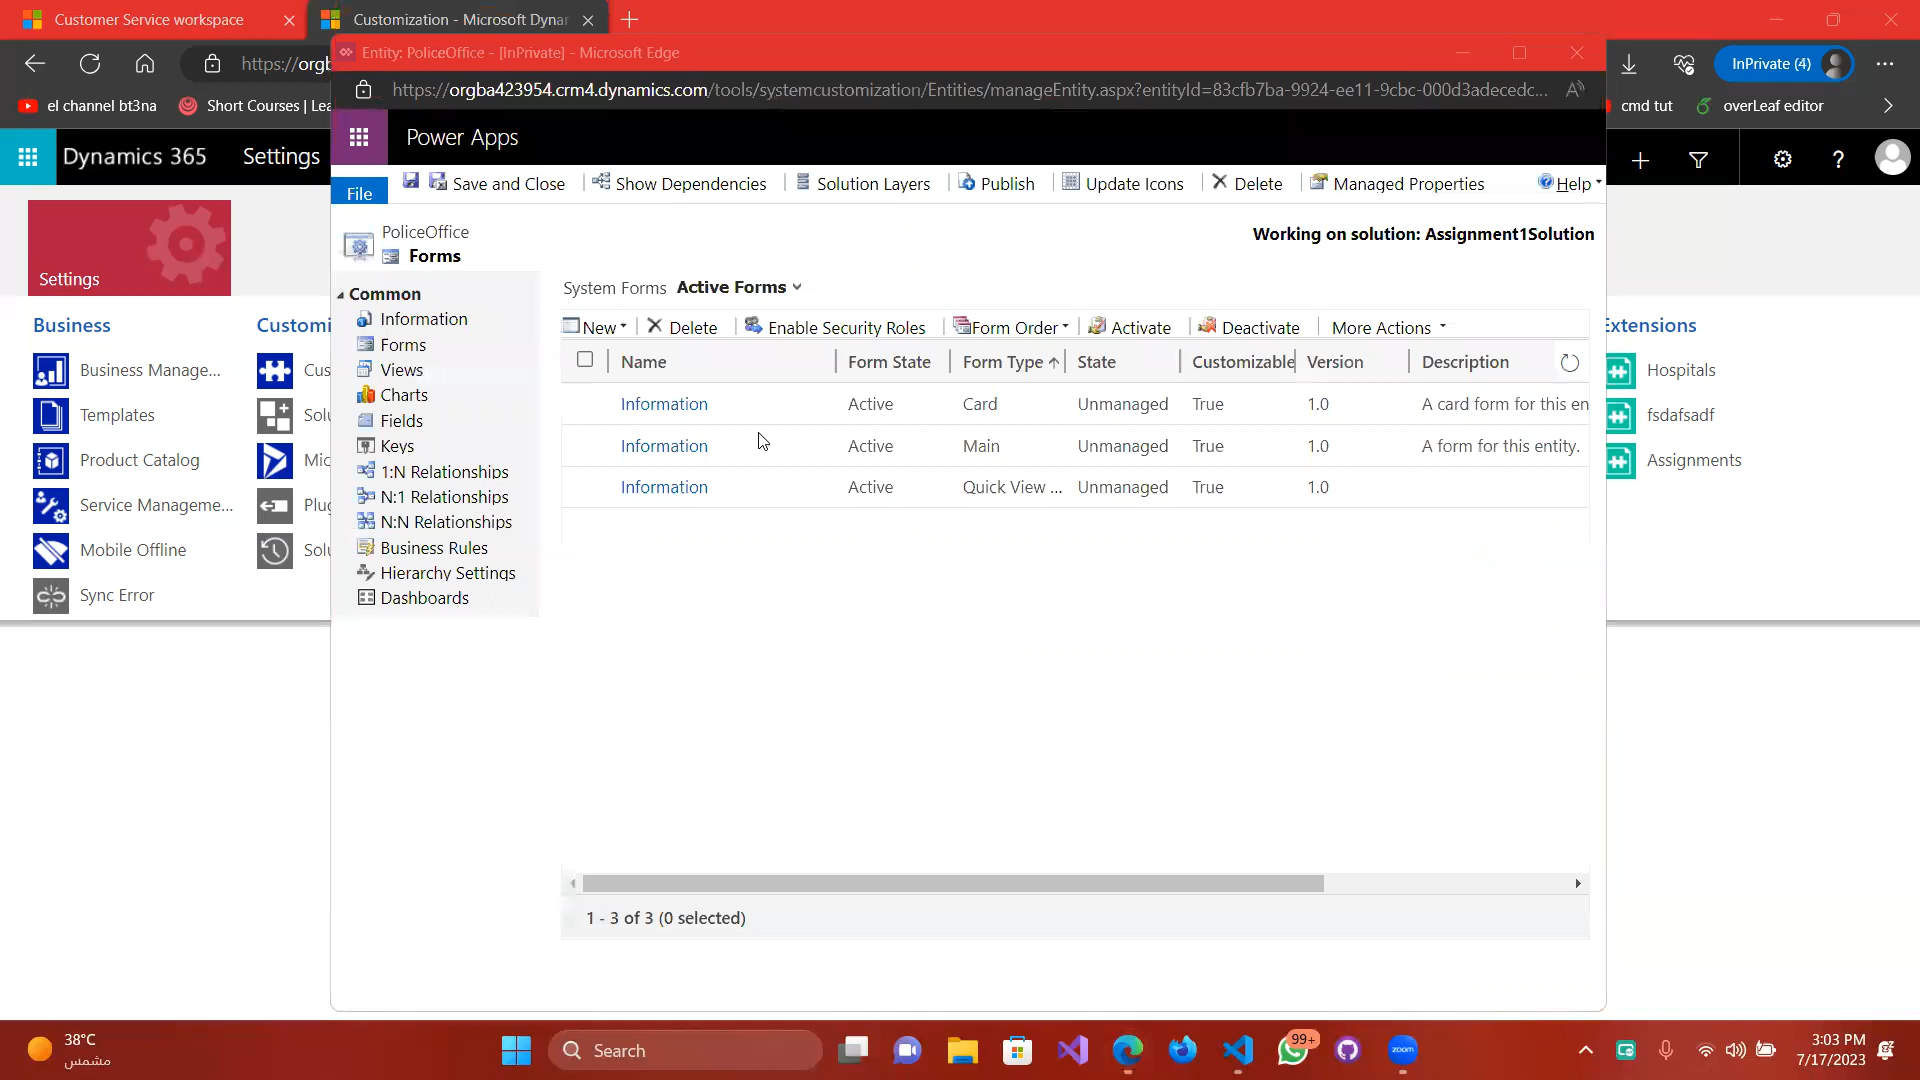 Customer Service workspace
Customization - Microsoft Dynar
Entity: PoliceOffice - [InPrivate] - Microsoft Edge
https://orgb
https://orgba423954.crm4.dynamics.com/tools/systemcustomization/Entities/manageEntity.aspx?entityId=83cfb7ba-9924-ee11-9cbc-000d3adecedc...
InPrivate (4)
el channel bt3na
Short Courses | Lea
cmd tut
overLeaf editor
Dynamics 365
Settings
Power Apps
File
Save and Close
Show Dependencies
Solution Layers
Publish
Update Icons
Delete
Managed Properties
Help
PoliceOffice
Forms
Working on solution: Assignment1Solution
Settings
Common
Information
Forms
Views
Charts
Fields
Keys
1:N Relationships
N:1 Relationships
N:N Relationships
Business Rules
Hierarchy Settings
Dashboards
System Forms Active Forms
New
Delete
Enable Security Roles
Form Order
Activate
Deactivate
More Actions
Name Form State Form Type State Customizable Version Description
Information Active Card Unmanaged True 1.0 A card form for this en
Information Active Main Unmanaged True 1.0 A form for this entity.
Information Active Quick View ... Unmanaged True 1.0
1 - 3 of 3 (0 selected)
Business
Business Manage...
Templates
Product Catalog
Service Manageme...
Mobile Offline
Sync Error
Customi
Cus
Solu
Mic
Plug
Solu
Extensions
Hospitals
fsdafsadf
Assignments
38°C
مشمس
Search
99+
zoom
3:03 PM
7/17/2023